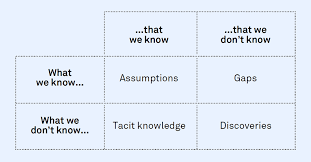 ...that
we know
...that we
don't know
What
we know...
Assumptions
Gaps
What we
don't know...
Tacit knowledge
Discoveries